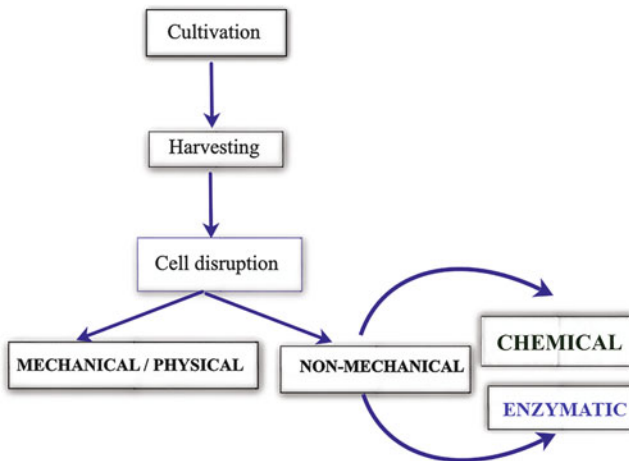 Cultivation
Harvesting
Cell disruption
MECHANICAL / PHYSICAL
NON-MECHANICAL
CHEMICAL
ENZYMATIC